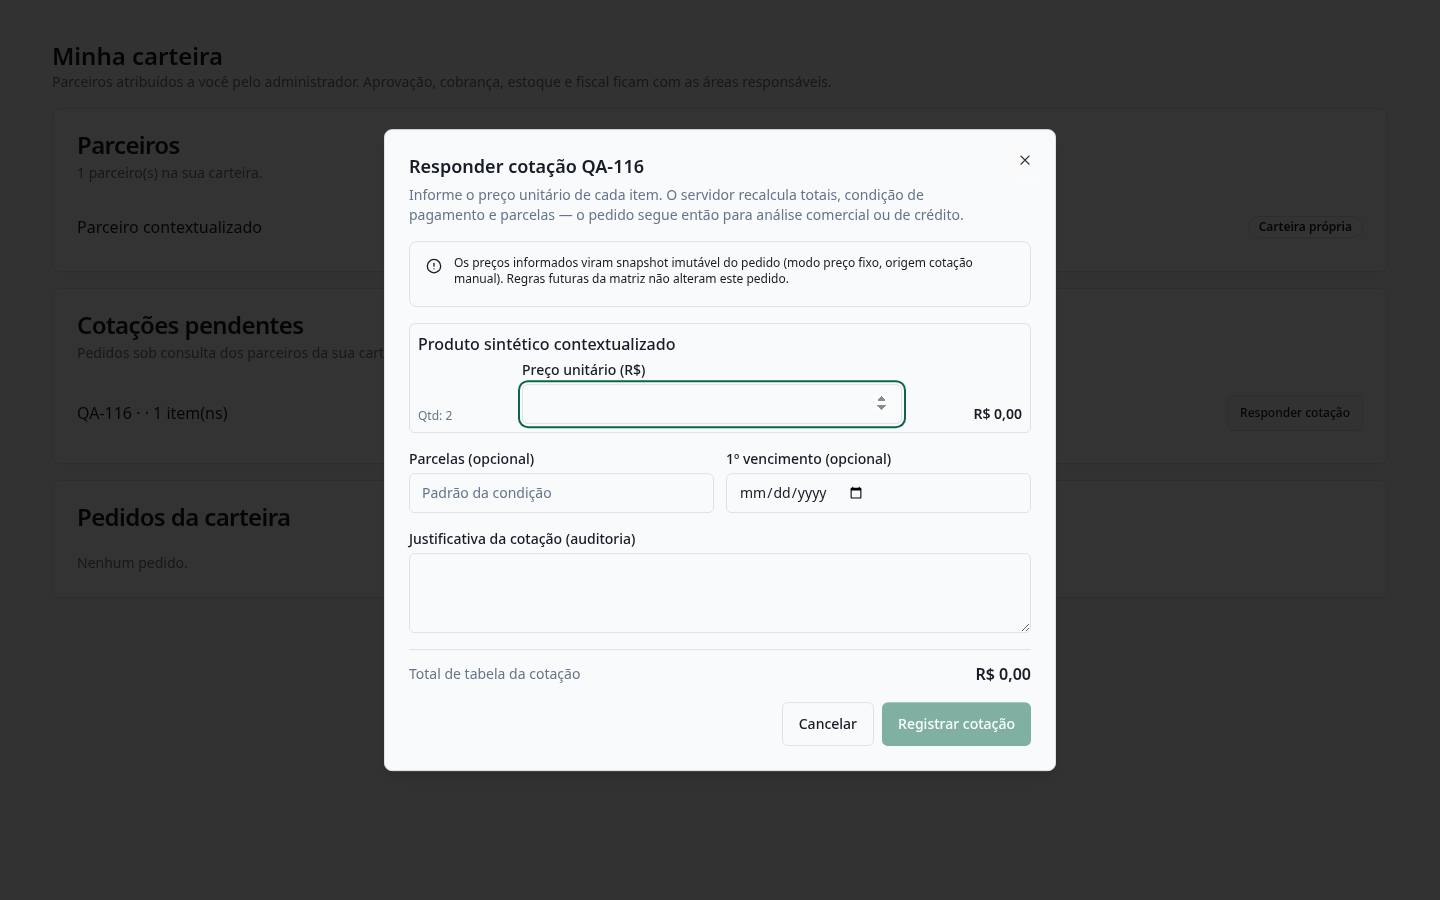 Minha carteira
Parceiros atribuídos a você pelo administrador. Aprovação, cobrança, estoque e fiscal ficam com as áreas responsáveis.
Parceiros
1 parceiro(s) na sua carteira.
Parceiro contextualizado
Carteira própria
Cotações pendentes
Pedidos sob consulta dos parceiros da sua cart
QA-116 · · 1 item(ns)
Responder cotação
Pedidos da carteira
Nenhum pedido.
Responder cotação QA-116
Informe o preço unitário de cada item. O servidor recalcula totais, condição de
pagamento e parcelas — o pedido segue então para análise comercial ou de crédito.
Os preços informados viram snapshot imutável do pedido (modo preço fixo, origem cotação
manual). Regras futuras da matriz não alteram este pedido.
Produto sintético contextualizado
Preço unitário (R$)
Qtd: 2
R$ 0,00
Parcelas (opcional)
1º vencimento (opcional)
Padrão da condição
mm/dd/yyyy
Justificativa da cotação (auditoria)
Total de tabela da cotação
R$ 0,00
Cancelar
Registrar cotação